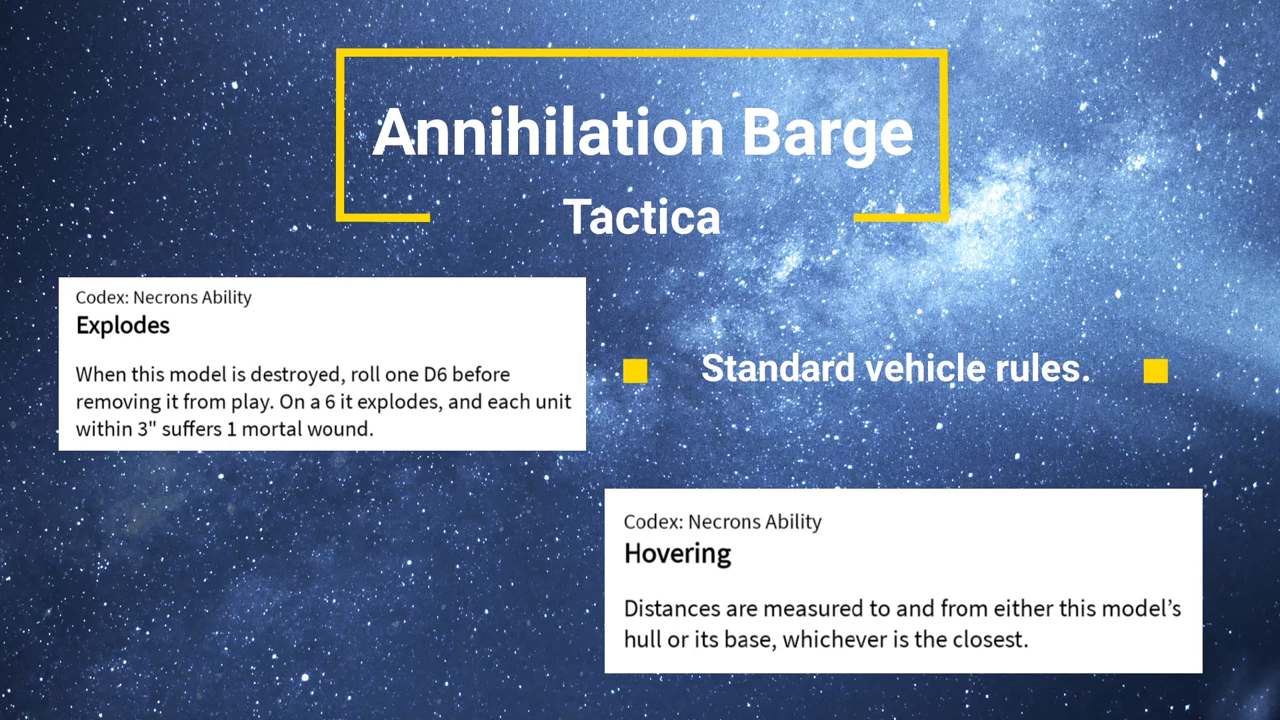 Annihilation Barge
Tactica
Codex: Necrons Ability
Explodes
When this model is destroyed, roll one D6 before
removing it from play. On a 6 it explodes, and each unit
within 3" suffers 1 mortal wound.
Standard vehicle rules.
Codex: Necrons Ability
Hovering
Distances are measured to and from either this model’s
hull or its base, whichever is the closest.